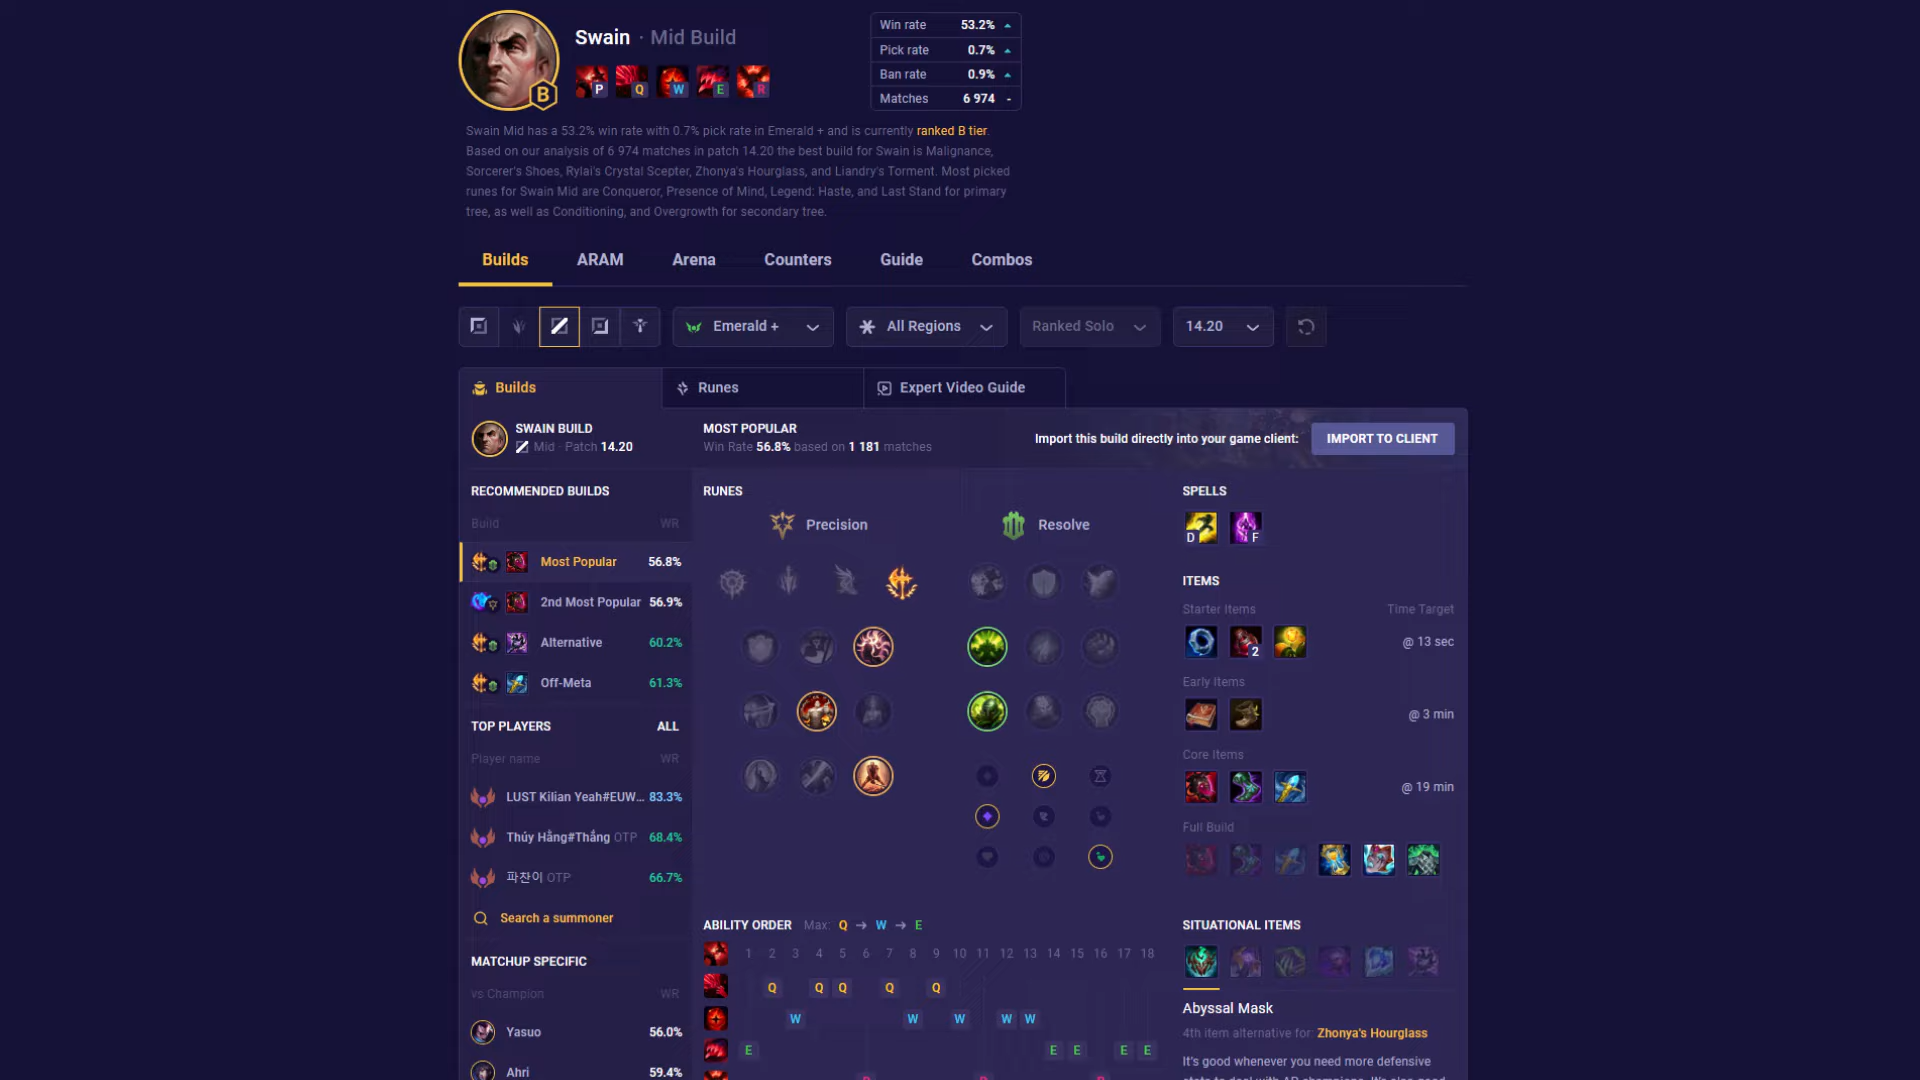 Swain · Mid Build
P Q W E R
B
Win rate 53.2%
Pick rate 0.7%
Ban rate 0.9%
Matches 6 974 -
Swain Mid has a 53.2% win rate with 0.7% pick rate in Emerald + and is currently ranked B tier.
Based on our analysis of 6 974 matches in patch 14.20 the best build for Swain is Malignance,
Sorcerer's Shoes, Rylai's Crystal Scepter, Zhonya's Hourglass, and Liandry's Torment. Most picked
runes for Swain Mid are Conqueror, Presence of Mind, Legend: Haste, and Last Stand for primary
tree, as well as Conditioning, and Overgrowth for secondary tree.
Builds ARAM Arena Counters Guide Combos
Emerald + All Regions Ranked Solo 14.20
Builds Runes Expert Video Guide
SWAIN BUILD
Mid · Patch 14.20
MOST POPULAR
Win Rate 56.8% based on 1 181 matches
Import this build directly into your game client: IMPORT TO CLIENT
RECOMMENDED BUILDS
Build WR
Most Popular 56.8%
2nd Most Popular 56.9%
Alternative 60.2%
Off-Meta 61.3%
TOP PLAYERS ALL
Player name WR
LUST Kilian Yeah#EUW... 83.3%
Thúy Hằng#Thắng OTP 68.4%
파찬이 OTP 66.7%
Search a summoner
MATCHUP SPECIFIC
vs Champion WR
Yasuo 56.0%
Ahri 59.4%
RUNES
Precision Resolve
ABILITY ORDER Max: Q → W → E
1 2 3 4 5 6 7 8 9 10 11 12 13 14 15 16 17 18
Q Q Q Q Q
W W W W W
E E E E E
SPELLS
D F
ITEMS
Starter Items Time Target
2 @ 13 sec
Early Items
@ 3 min
Core Items
@ 19 min
Full Build
SITUATIONAL ITEMS
Abyssal Mask
4th item alternative for: Zhonya's Hourglass
It's good whenever you need more defensive
stats to deal with AP champions. It's also good